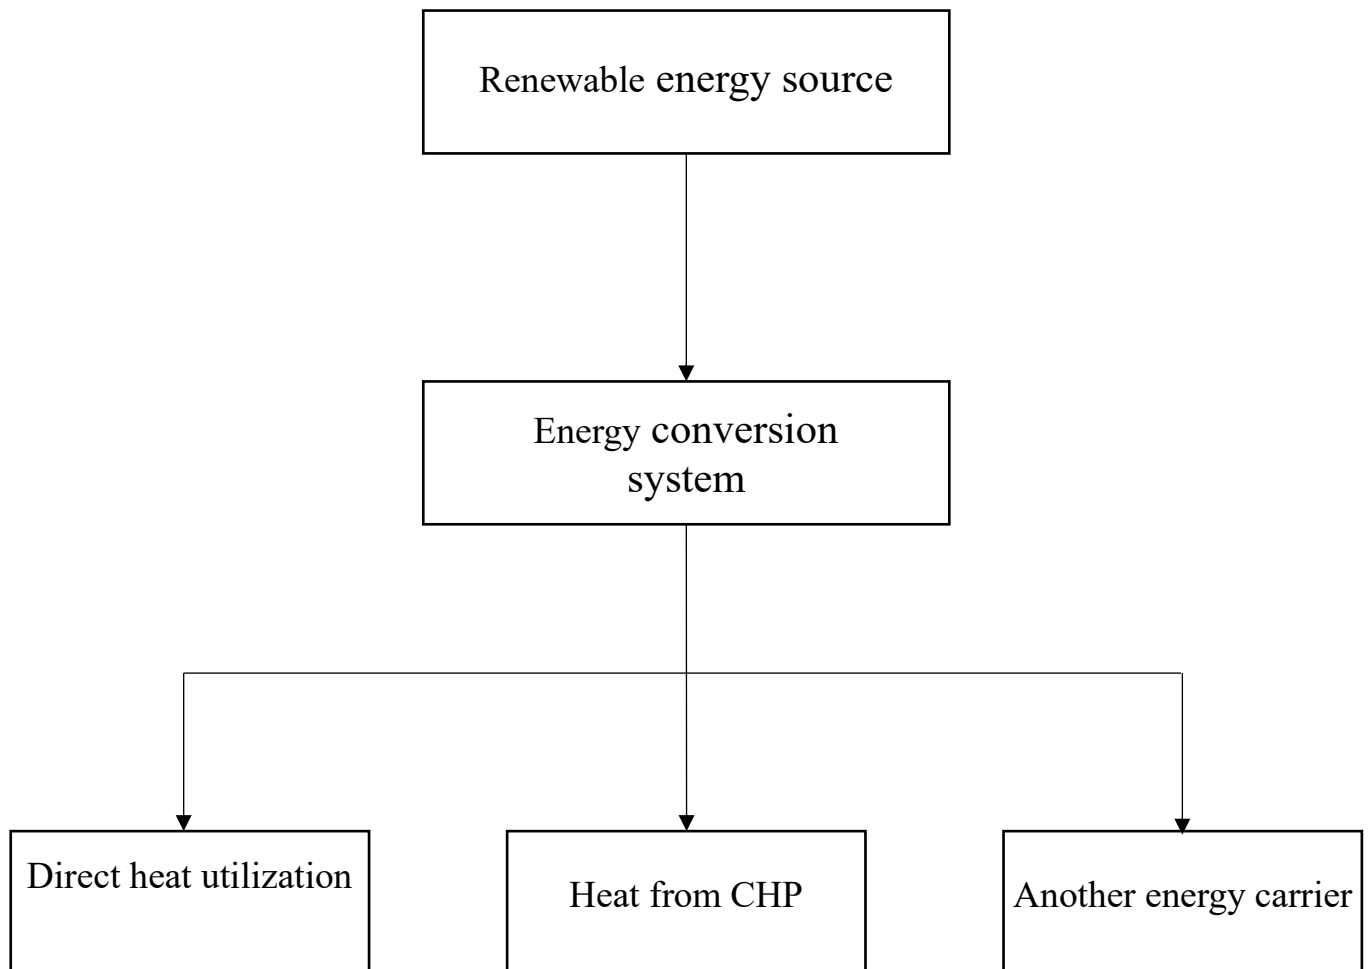 Renewable energy source
Energy conversion
system
Direct heat utilization
Heat from CHP
Another energy carrier